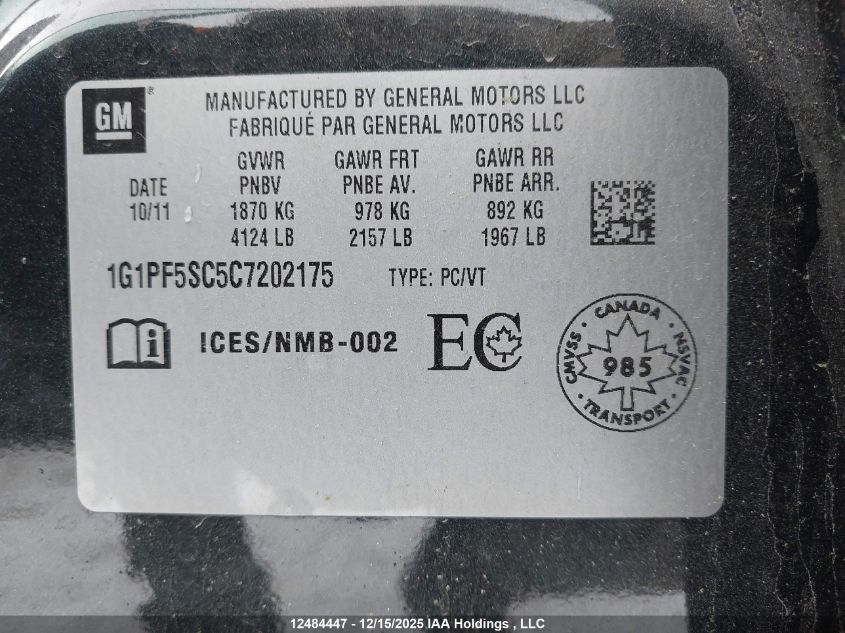 GM
MANUFACTURED BY GENERAL MOTORS LLC
FABRIQUÉ PAR GENERAL MOTORS LLC
GVWR GAWR FRT GAWR RR
DATE PNBV PNBE AV. PNBE ARR.
10/11 1870 KG 978 KG 892 KG
4124 LB 2157 LB 1967 LB
1G1PF5SC5C7202175 TYPE: PC/VT
i ICES/NMB-002 EC
CANADA
CMVSS 985 NSVAC
TRANSPORT
12484447 - 12/15/2025 IAA Holdings , LLC